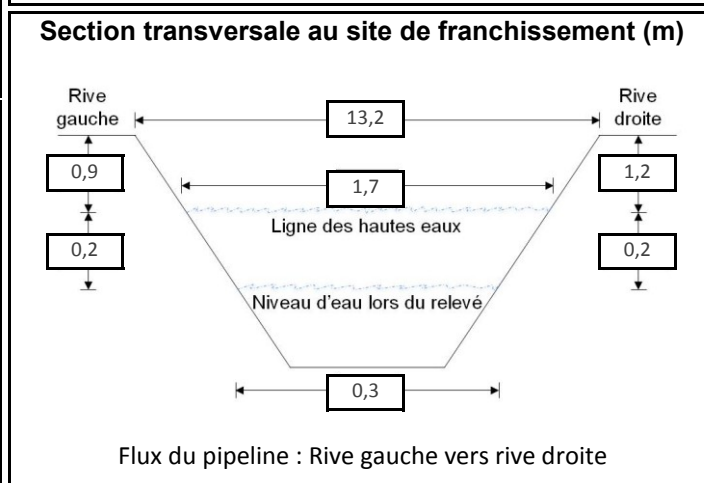 Section transversale au site de franchissement (m)
Rive gauche
13,2
Rive droite
0,9
1,7
1,2
Ligne des hautes eaux
0,2
0,2
Niveau d'eau lors du relevé
0,3
Flux du pipeline : Rive gauche vers rive droite